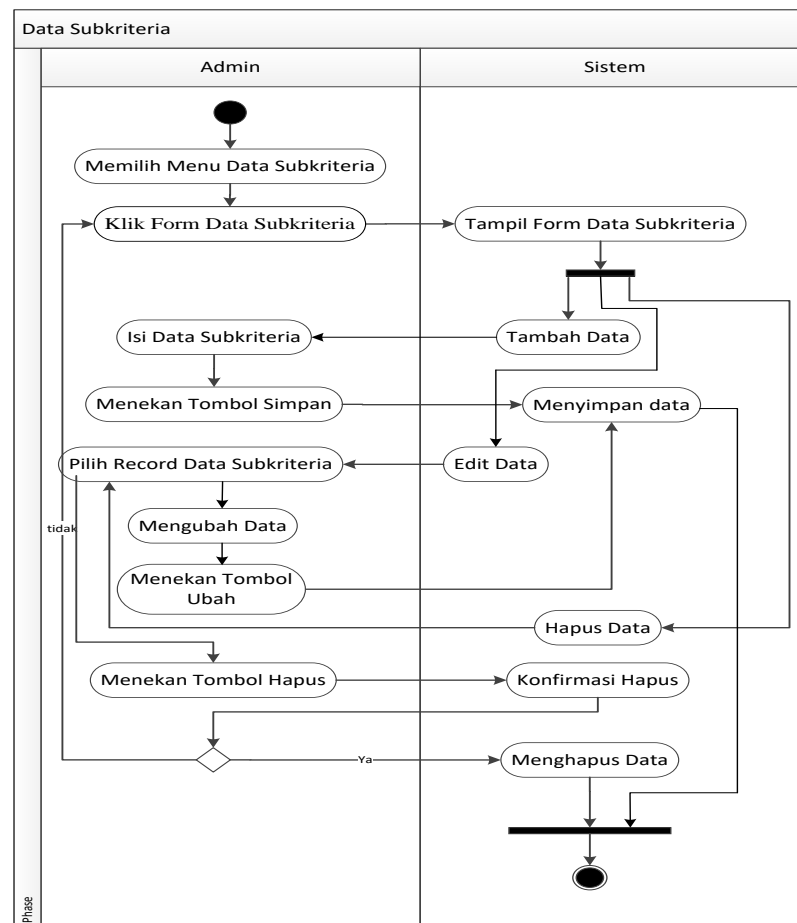 Data Subkriteria
Admin
Sistem
Memilih Menu Data Subkriteria
Klik Form Data Subkriteria
Tampil Form Data Subkriteria
Isi Data Subkriteria
Tambah Data
Menekan Tombol Simpan
Menyimpan data
Pilih Record Data Subkriteria
Edit Data
Mengubah Data
tidak
Menekan Tombol
Ubah
Hapus Data
Menekan Tombol Hapus
Konfirmasi Hapus
Ya
Menghapus Data
Phase